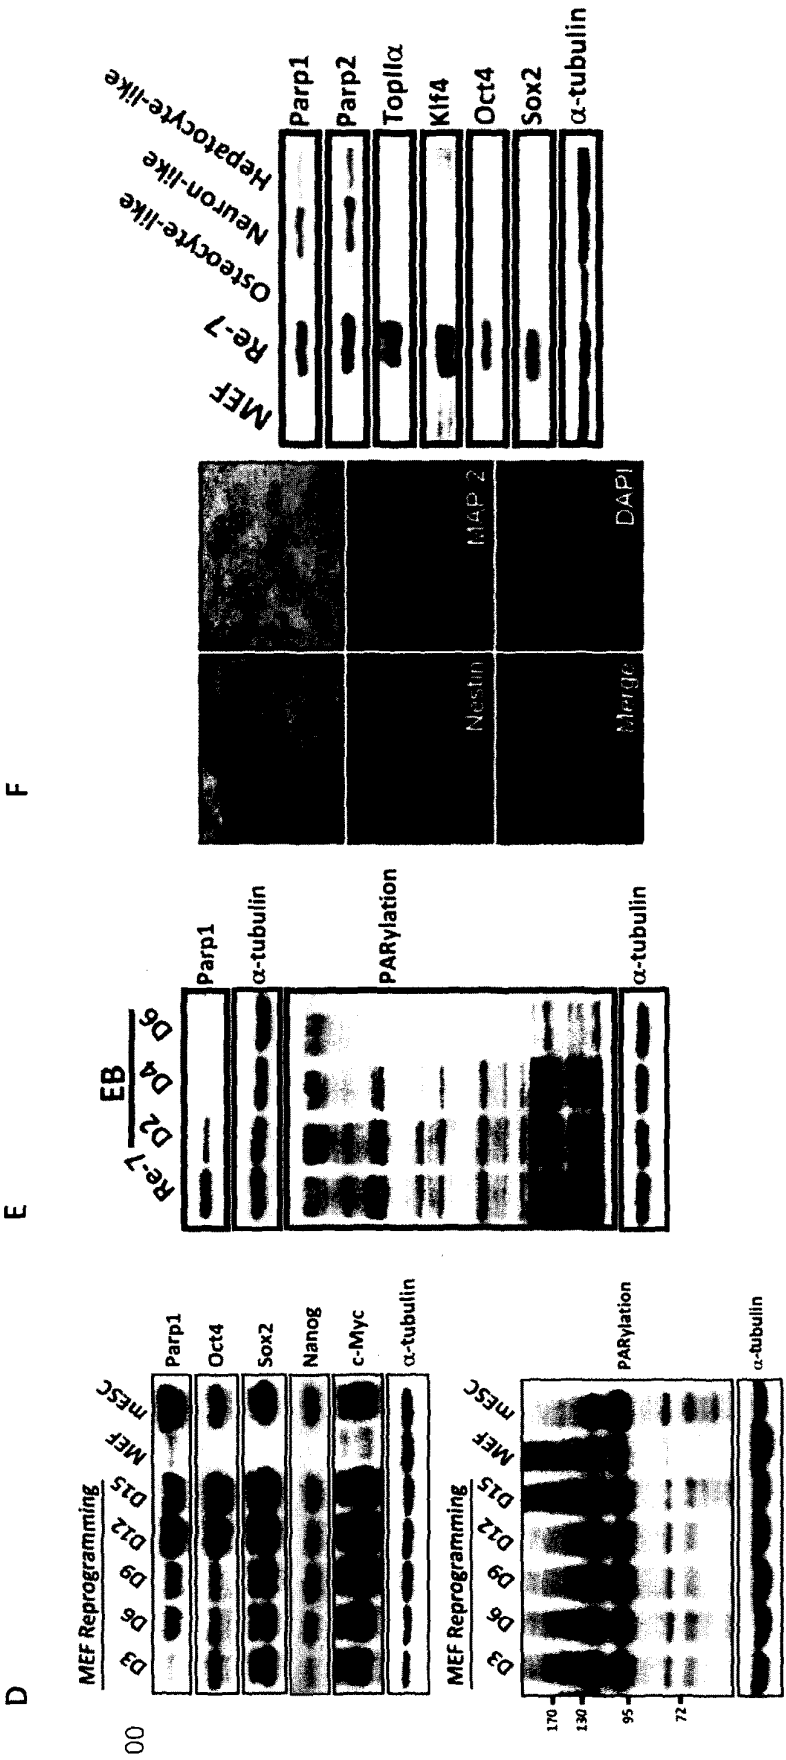 D
00
MEF Reprogramming
D3 D6 D9 D12 D15 MEF mESC
Parp1
Oct4
Sox2
Nanog
c-Myc
α-tubulin
MEF Reprogramming
D3 D6 D9 D12 D15 MEF mESC
170
130
95
72
PARylation
α-tubulin
E
EB
Re-7 D2 D4 D6
Parp1
α-tubulin
PARylation
α-tubulin
F
Nestin
MAP 2
Merge
DAPI
MEF Re-7 Osteocyte-like Neuron-like Hepatocyte-like
Parp1
Parp2
TopIIα
Klf4
Oct4
Sox2
α-tubulin